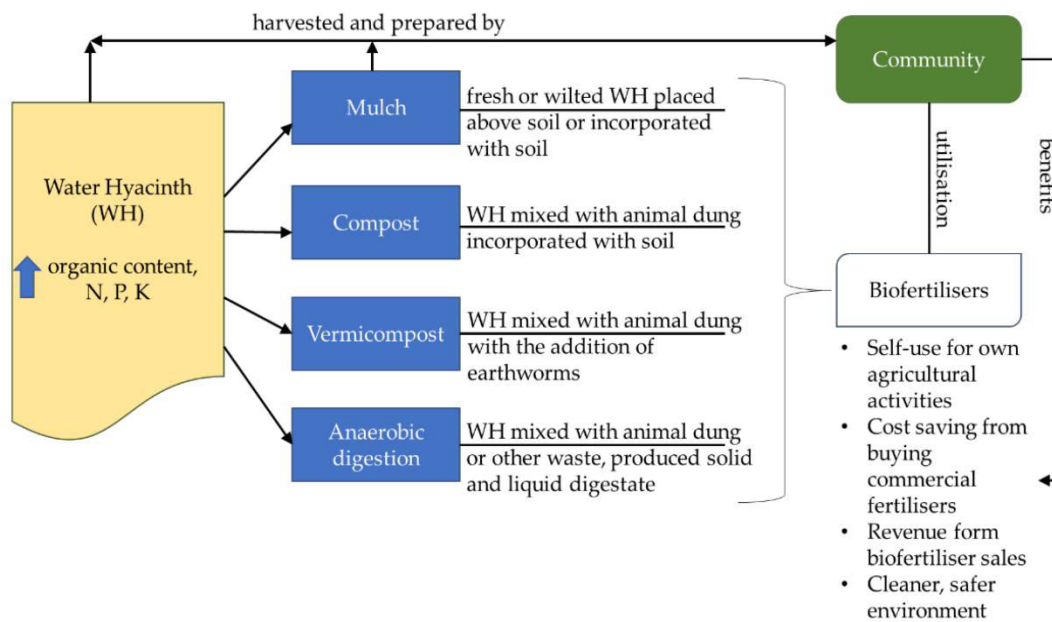 harvested and prepared by
Community
Mulch
fresh or wilted WH placed
above soil or incorporated
with soil
utilisation
benefits
Water Hyacinth
(WH)
organic content,
N, P, K
Compost
WH mixed with animal dung
incorporated with soil
Biofertilisers
Vermicompost
WH mixed with animal dung
with the addition of
earthworms
Anaerobic
digestion
WH mixed with animal dung
or other waste, produced solid
and liquid digestate
• Self-use for own
agricultural
activities
• Cost saving from
buying
commercial
fertilisers
• Revenue form
biofertiliser sales
• Cleaner, safer
environment